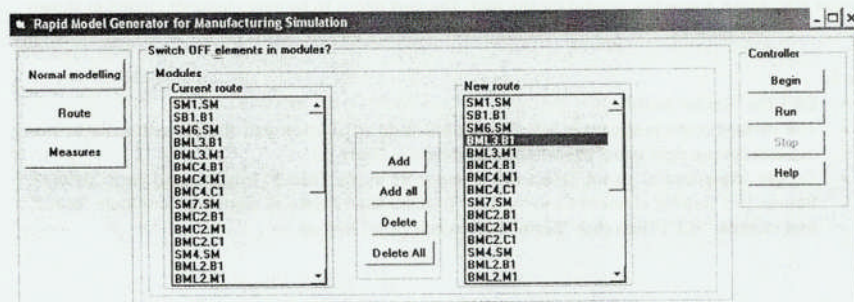 Rapid Model Generator for Manufacturing Simulation
Switch OFF elements in modules?
Normal modelling
Route
Measures
Modules
Current route
SM1.SM
SB1.B1
SM6.SM
BML3.B1
BML3.M1
BMC4.B1
BMC4.M1
BMC4.C1
SM7.SM
BMC2.B1
BMC2.M1
BMC2.C1
SM4.SM
BML2.B1
BML2.M1
Add
Add all
Delete
Delete All
New route
SM1.SM
SB1.B1
SM6.SM
BML3.B1
BML3.M1
BMC4.B1
BMC4.M1
BMC4.C1
SM7.SM
BMC2.B1
BMC2.M1
BMC2.C1
SM4.SM
BML2.B1
BML2.M1
Controller
Begin
Run
Stop
Help